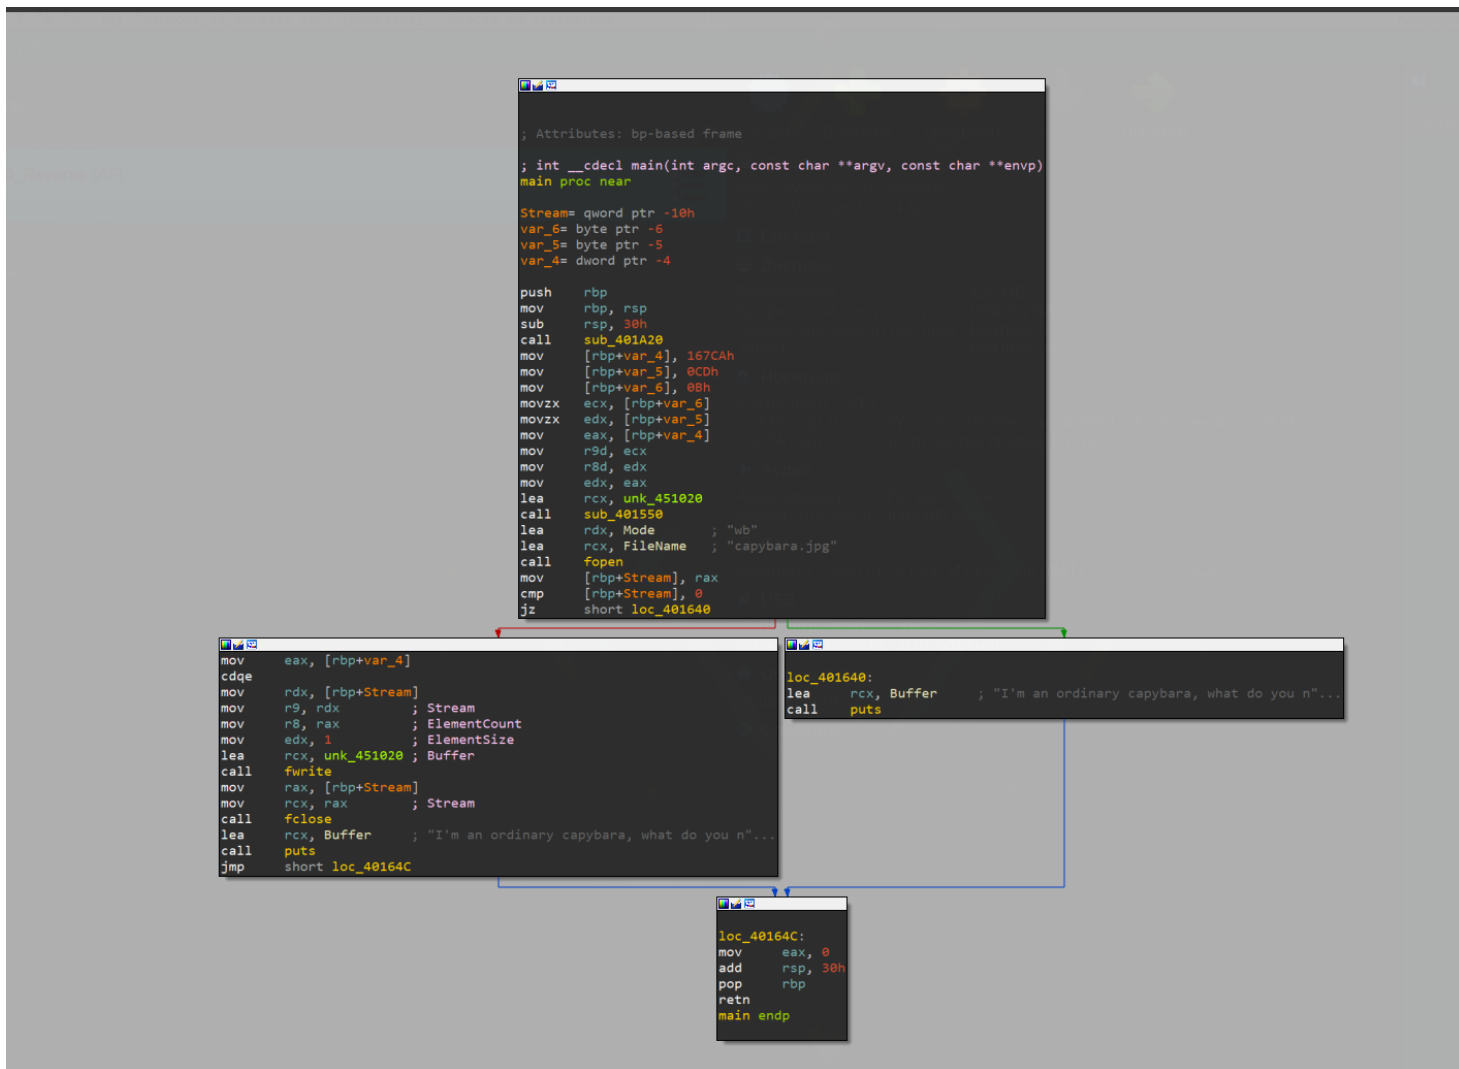 ; Attributes: bp-based frame
; int __cdecl main(int argc, const char **argv, const char **envp)
main proc near
Stream= qword ptr -10h
var_6= byte ptr -6
var_5= byte ptr -5
var_4= dword ptr -4
push rbp
mov rbp, rsp
sub rsp, 30h
call sub_401A20
mov [rbp+var_4], 167CAh
mov [rbp+var_5], 0CDh
mov [rbp+var_6], 0Bh
movzx ecx, [rbp+var_6]
movzx edx, [rbp+var_5]
mov eax, [rbp+var_4]
mov r9d, ecx
mov r8d, edx
mov edx, eax
lea rcx, unk_451020
call sub_401550
lea rdx, Mode ; "wb"
lea rcx, FileName ; "capybara.jpg"
call fopen
mov [rbp+Stream], rax
cmp [rbp+Stream], 0
jz short loc_401640
mov eax, [rbp+var_4]
cdqe
mov rdx, [rbp+Stream]
mov r9, rdx ; Stream
mov r8, rax ; ElementCount
mov edx, 1 ; ElementSize
lea rcx, unk_451020 ; Buffer
call fwrite
mov rax, [rbp+Stream]
mov rcx, rax ; Stream
call fclose
lea rcx, Buffer ; "I'm an ordinary capybara, what do you n"...
call puts
jmp short loc_40164C
loc_401640:
lea rcx, Buffer ; "I'm an ordinary capybara, what do you n"...
call puts
loc_40164C:
mov eax, 0
add rsp, 30h
pop rbp
retn
main endp